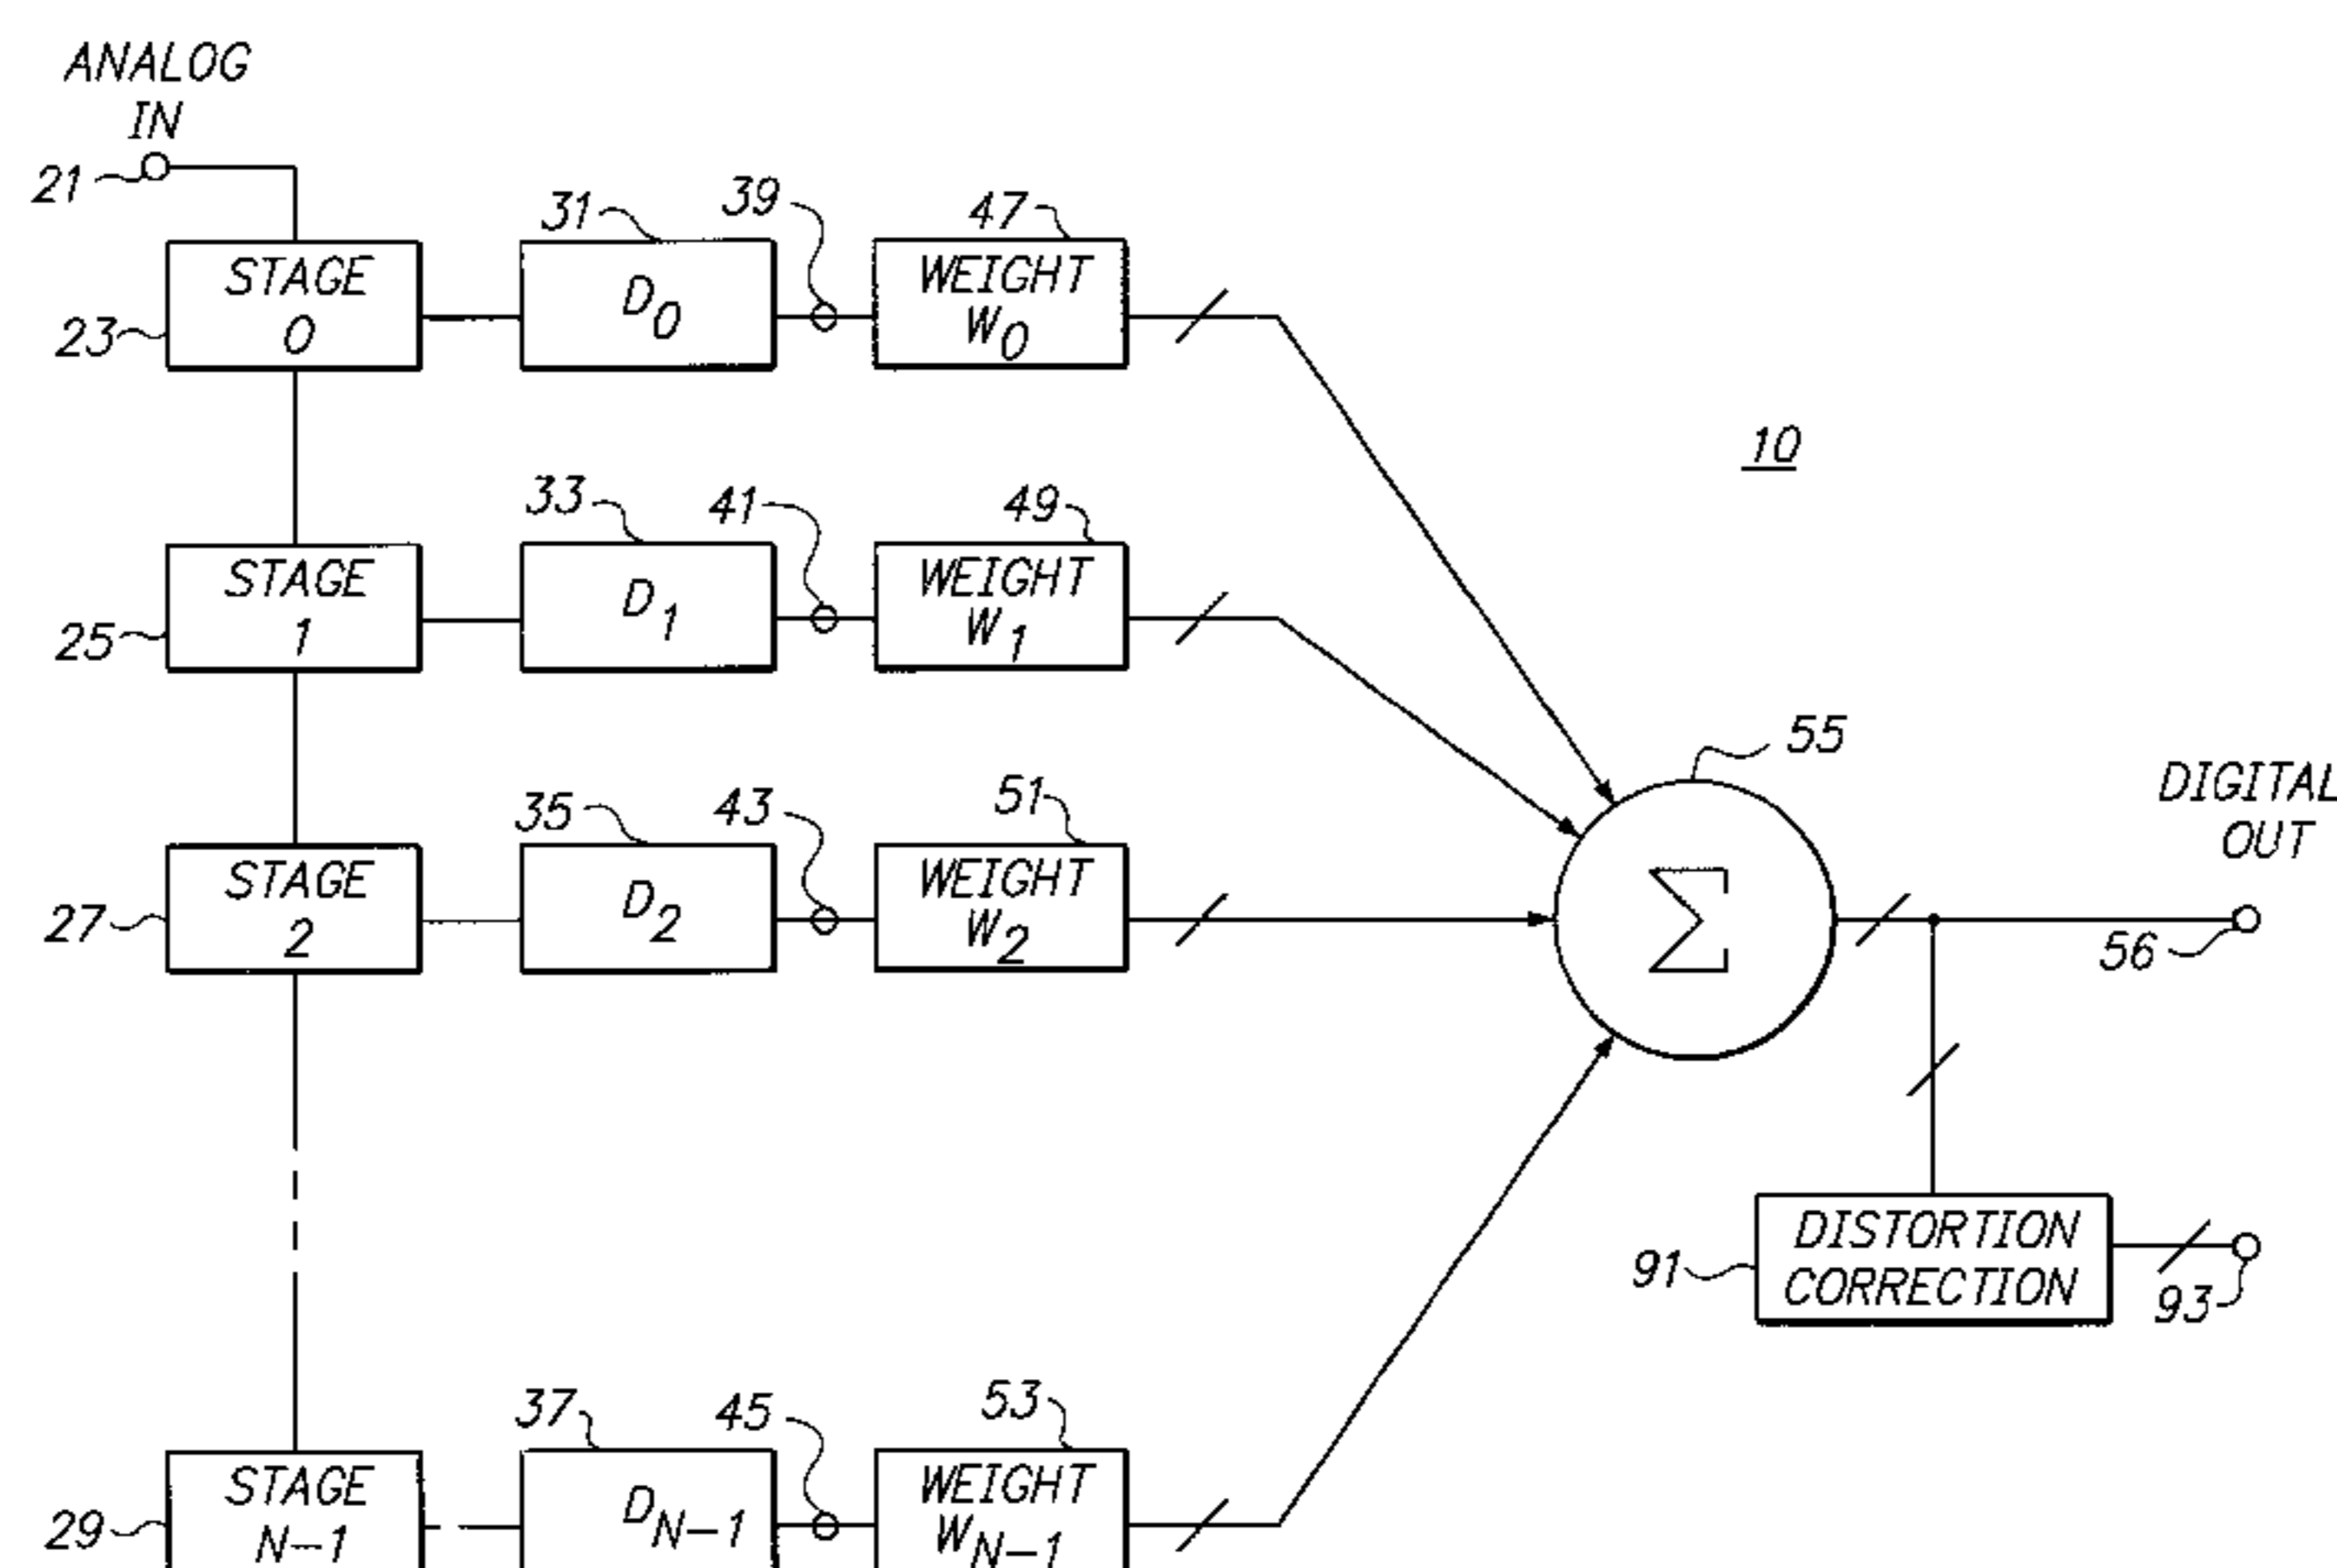 ANALOG
IN
21
31
39
47
STAGE
0
D0
WEIGHT
W0
23
10
33
41
49
STAGE
1
D1
WEIGHT
W1
25
55
35
43
51
DIGITAL
OUT
STAGE
2
D2
WEIGHT
W2
27
Σ
56
DISTORTION
CORRECTION
91
93
37
45
53
STAGE
N-1
DN-1
WEIGHT
WN-1
29